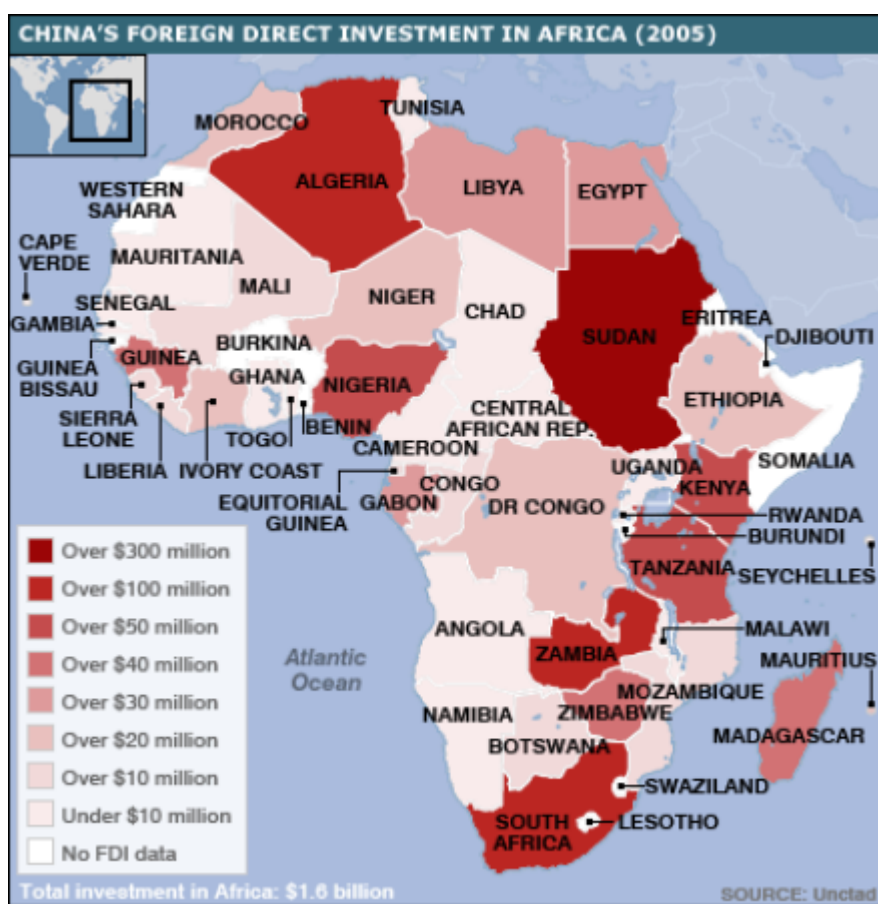 CHINA'S FOREIGN DIRECT INVESTMENT IN AFRICA (2005)
TUNISIA
MOROCCO
ALGERIA
LIBYA
EGYPT
WESTERN
SAHARA
CAPE
VERDE
MAURITANIA
MALI
NIGER
CHAD
SUDAN
ERITREA
DJIBOUTI
SENEGAL
GAMBIA
GUINEA
BISSAU
GUINEA
BURKINA
GHANA
NIGERIA
ETHIOPIA
SIERRA
LEONE
LIBERIA
IVORY COAST
TOGO
BENIN
CENTRAL
AFRICAN REP.
CAMEROON
SOMALIA
EQUITORIAL
GUINEA
GABON
CONGO
DR CONGO
UGANDA
KENYA
RWANDA
BURUNDI
TANZANIA
SEYCHELLES
Over $300 million
Over $100 million
Over $50 million
Over $40 million
Over $30 million
Over $20 million
Over $10 million
Under $10 million
No FDI data
Atlantic
Ocean
ANGOLA
ZAMBIA
MALAWI
MAURITIUS
MOZAMBIQUE
NAMIBIA
ZIMBABWE
BOTSWANA
MADAGASCAR
SWAZILAND
SOUTH
AFRICA
LESOTHO
Total investment in Africa: $1.6 billion
SOURCE: Unctad